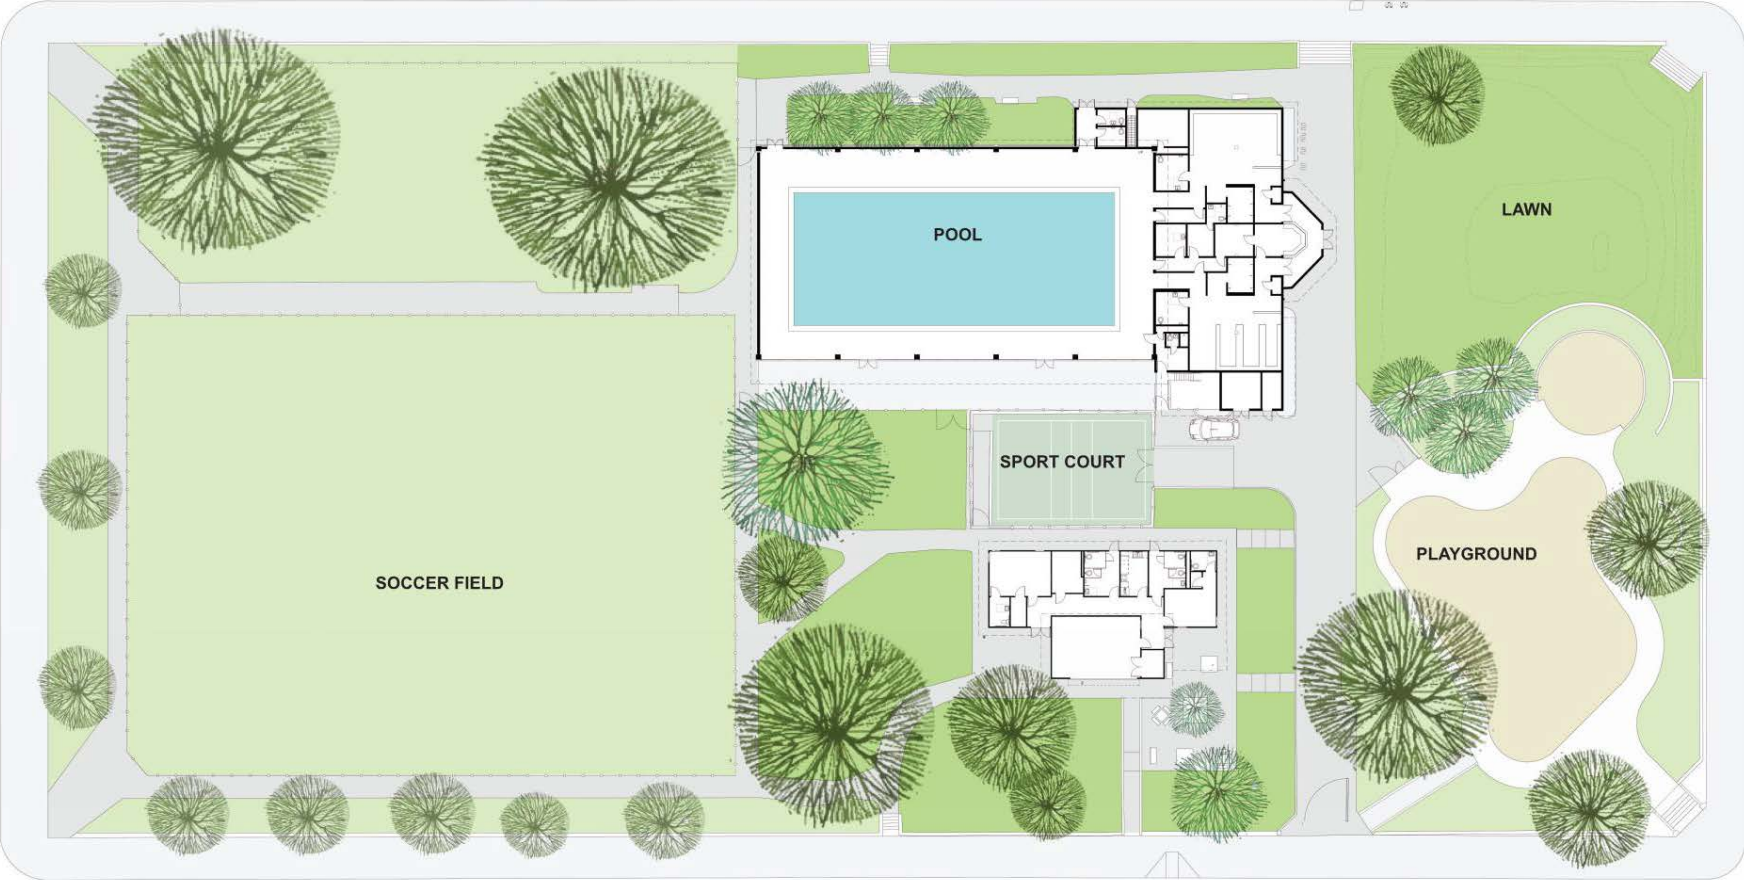 POOL
LAWN
SPORT COURT
PLAYGROUND
SOCCER FIELD